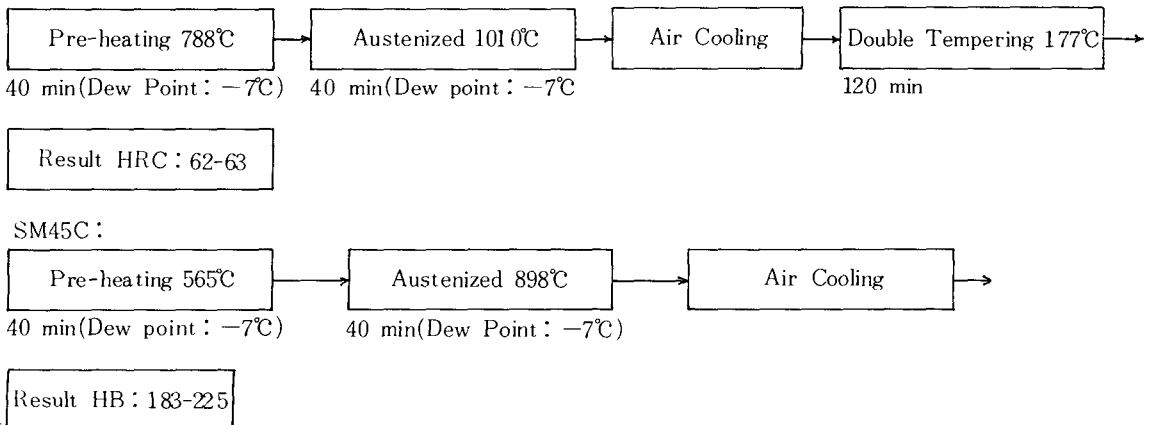 Pre-heating 788℃
Austenized 1010℃
Air Cooling
Double Tempering 177℃
40 min(Dew Point : −7℃)
40 min(Dew point : −7℃
120 min
Result HRC : 62-63
SM45C :
Pre-heating 565℃
Austenized 898℃
Air Cooling
40 min(Dew point : −7℃)
40 min(Dew Point : −7℃)
Result HB : 183-225